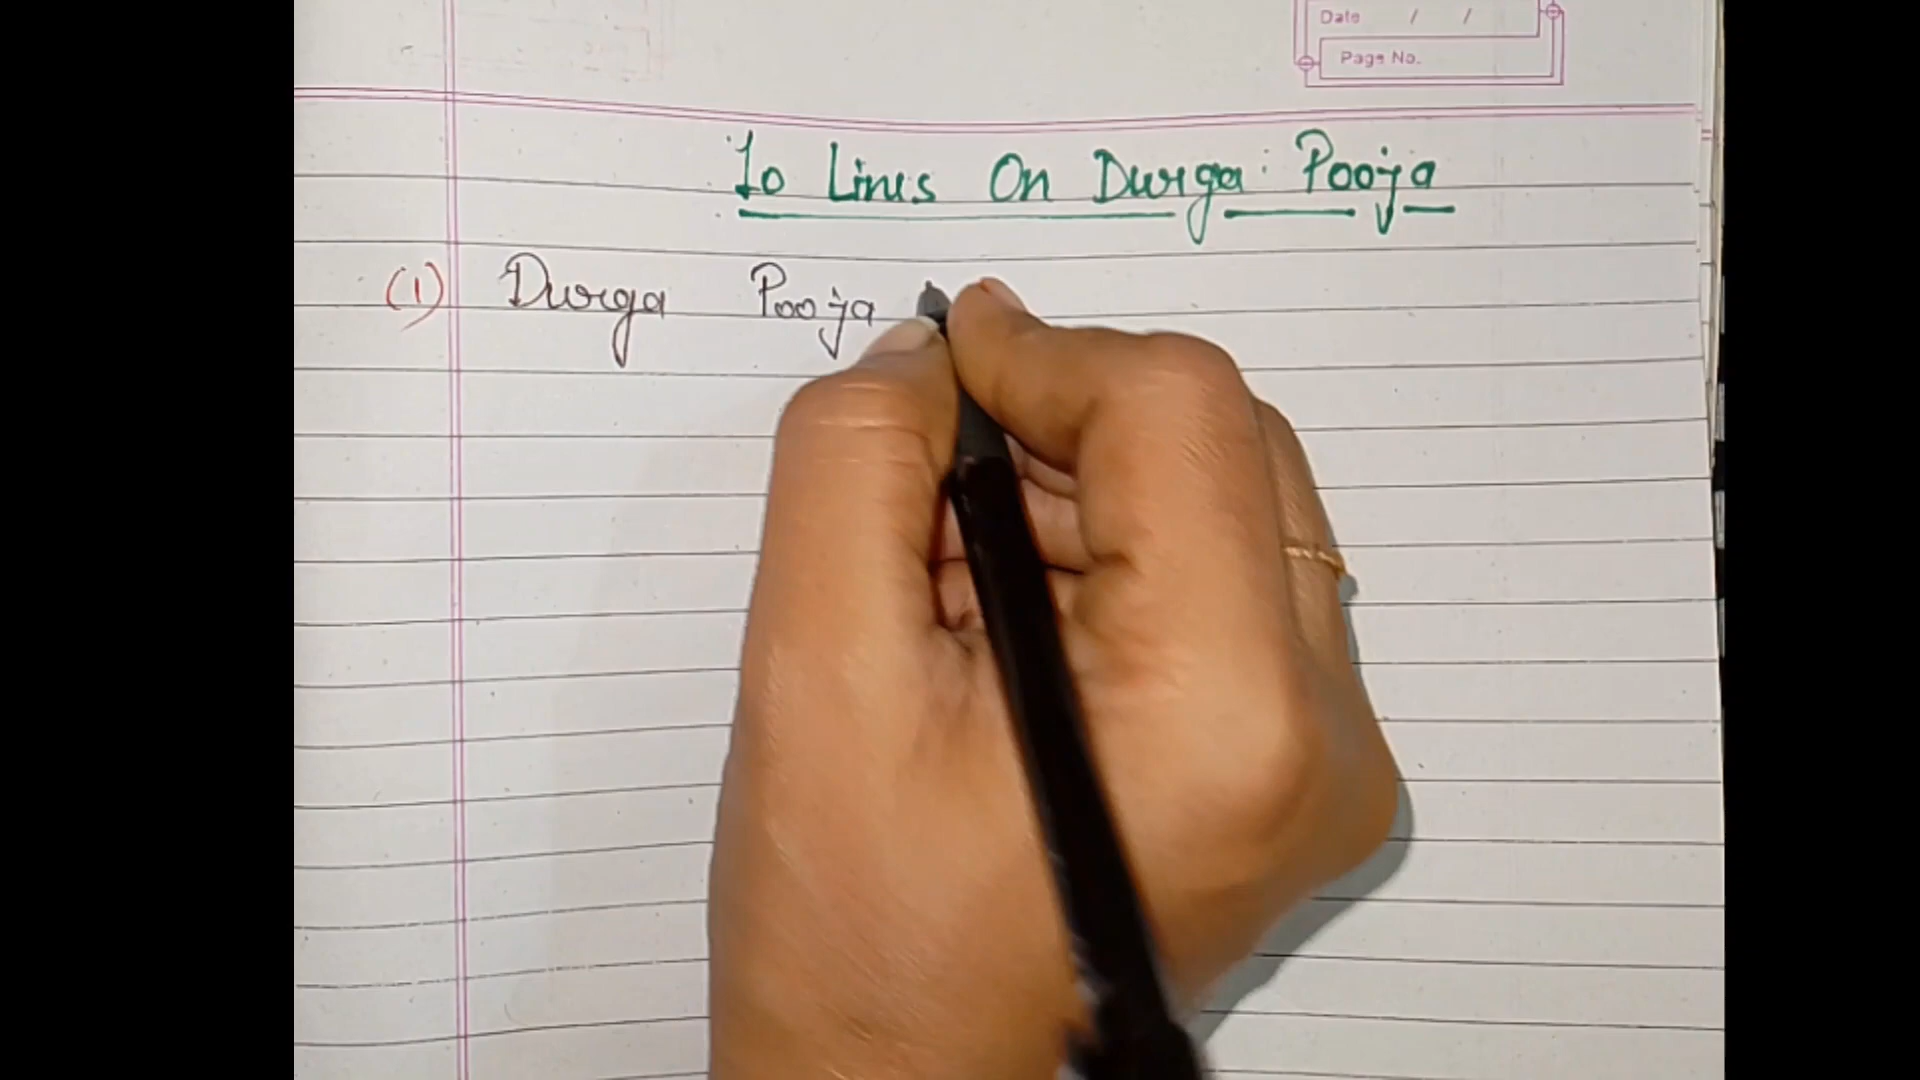 Date / /
Page No.
10 Lines On Durga Pooja
(1) Durga Pooja